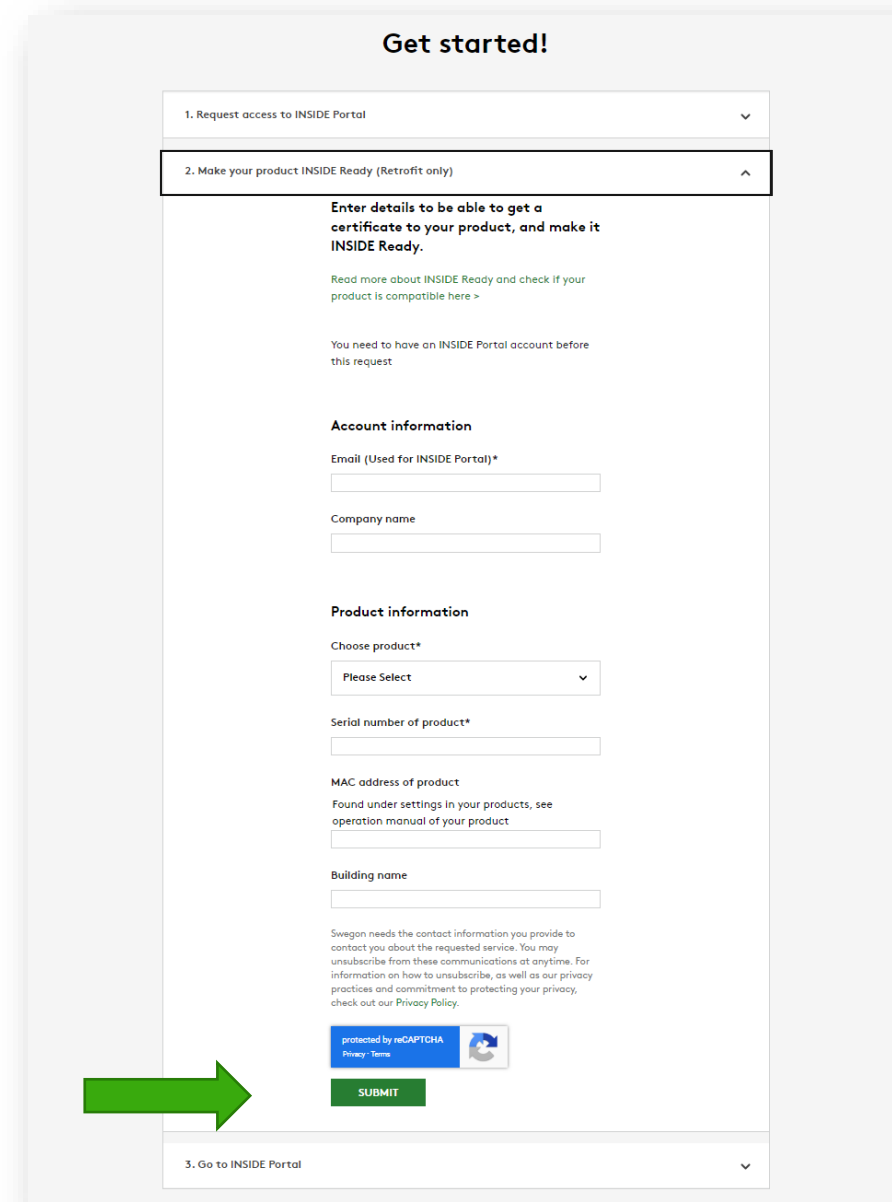 Get started!
1. Request access to INSIDE Portal
2. Make your product INSIDE Ready (Retrofit only)
Enter details to be able to get a
certificate to your product, and make it
INSIDE Ready.
Read more about INSIDE Ready and check if your
product is compatible here >
You need to have an INSIDE Portal account before
this request
Account information
Email (Used for INSIDE Portal)*
Company name
Product information
Choose product*
Please Select
Serial number of product*
MAC address of product
Found under settings in your products, see
operation manual of your product
Building name
Swegon needs the contact information you provide to
contact you about the requested service. You may
unsubscribe from these communications at anytime. For
information on how to unsubscribe, as well as our privacy
practices and commitment to protecting your privacy,
check out our Privacy Policy.
protected by reCAPTCHA
Privacy · Terms
SUBMIT
3. Go to INSIDE Portal